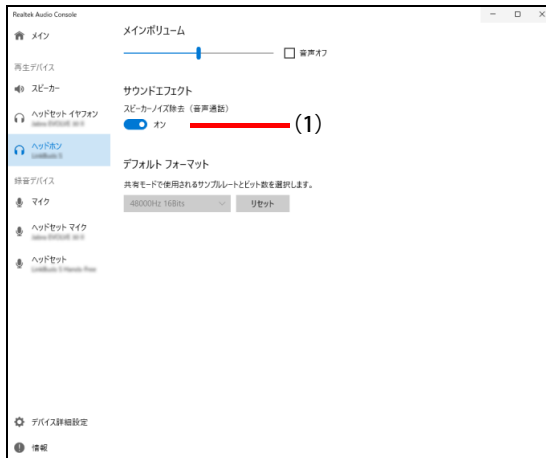 Realtek Audio Console
メイン
再生デバイス
スピーカー
ヘッドセット イヤフォン
ヘッドホン
録音デバイス
マイク
ヘッドセット マイク
ヘッドセット
デバイス詳細設定
情報
メインボリューム
音声オフ
サウンドエフェクト
スピーカーノイズ除去（音声通話）
オン
(1)
デフォルト フォーマット
共有モードで使用されるサンプルレートとビット数を選択します。
48000Hz 16Bits
リセット